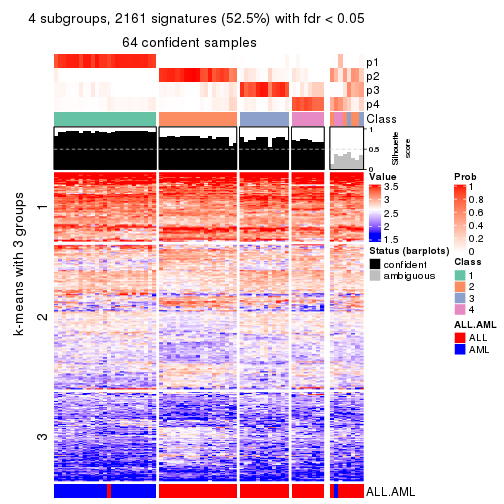 4 subgroups, 2161 signatures (52.5%) with fdr < 0.05
64 confident samples
p1
p2
p3
p4
Class
1
0.5
0
Silhouette
score
k-means with 3 groups
1
2
3
ALL.AML
Value
3.5
3
2.5
2
1.5
Status (barplots)
confident
ambiguous
Prob
1
0.8
0.6
0.4
0.2
0
Class
1
2
3
4
ALL.AML
ALL
AML